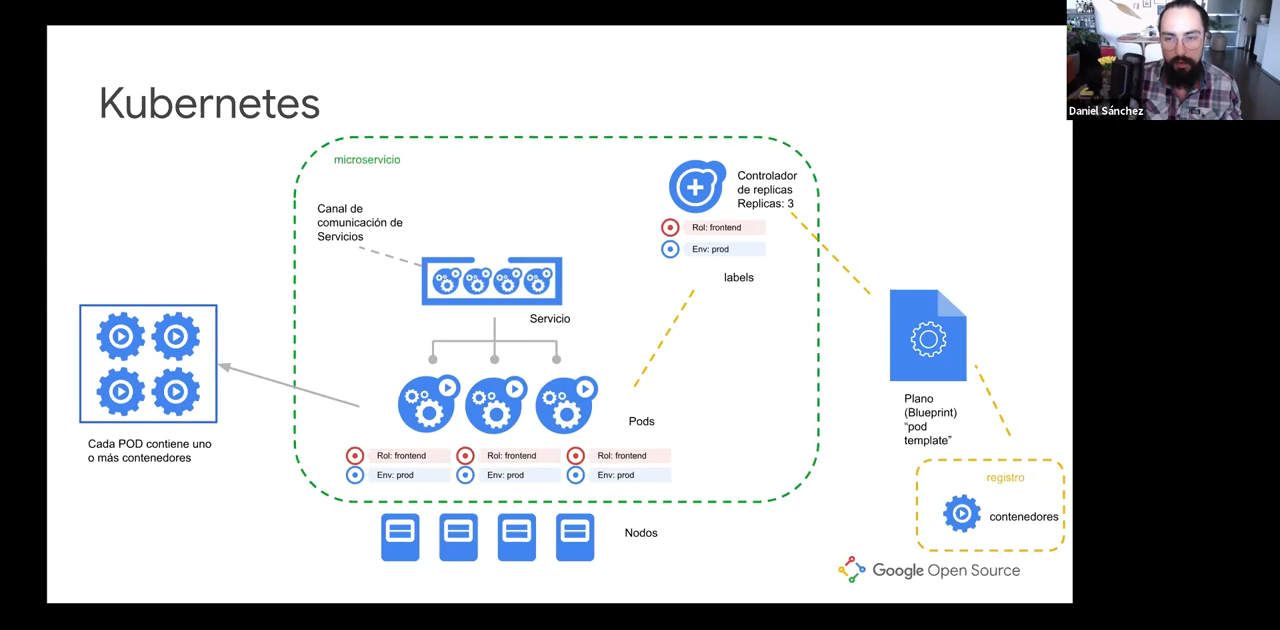 Daniel Sánchez
Kubernetes
microservicio
Controlador
de replicas
Replicas: 3
Canal de
comunicación de
Servicios
Rol: frontend
Env: prod
labels
Servicio
Pods
Plano
(Blueprint)
“pod
template”
Cada POD contiene uno
o más contenedores
Rol: frontend
Rol: frontend
Rol: frontend
Env: prod
Env: prod
Env: prod
registro
contenedores
Nodos
Google Open Source